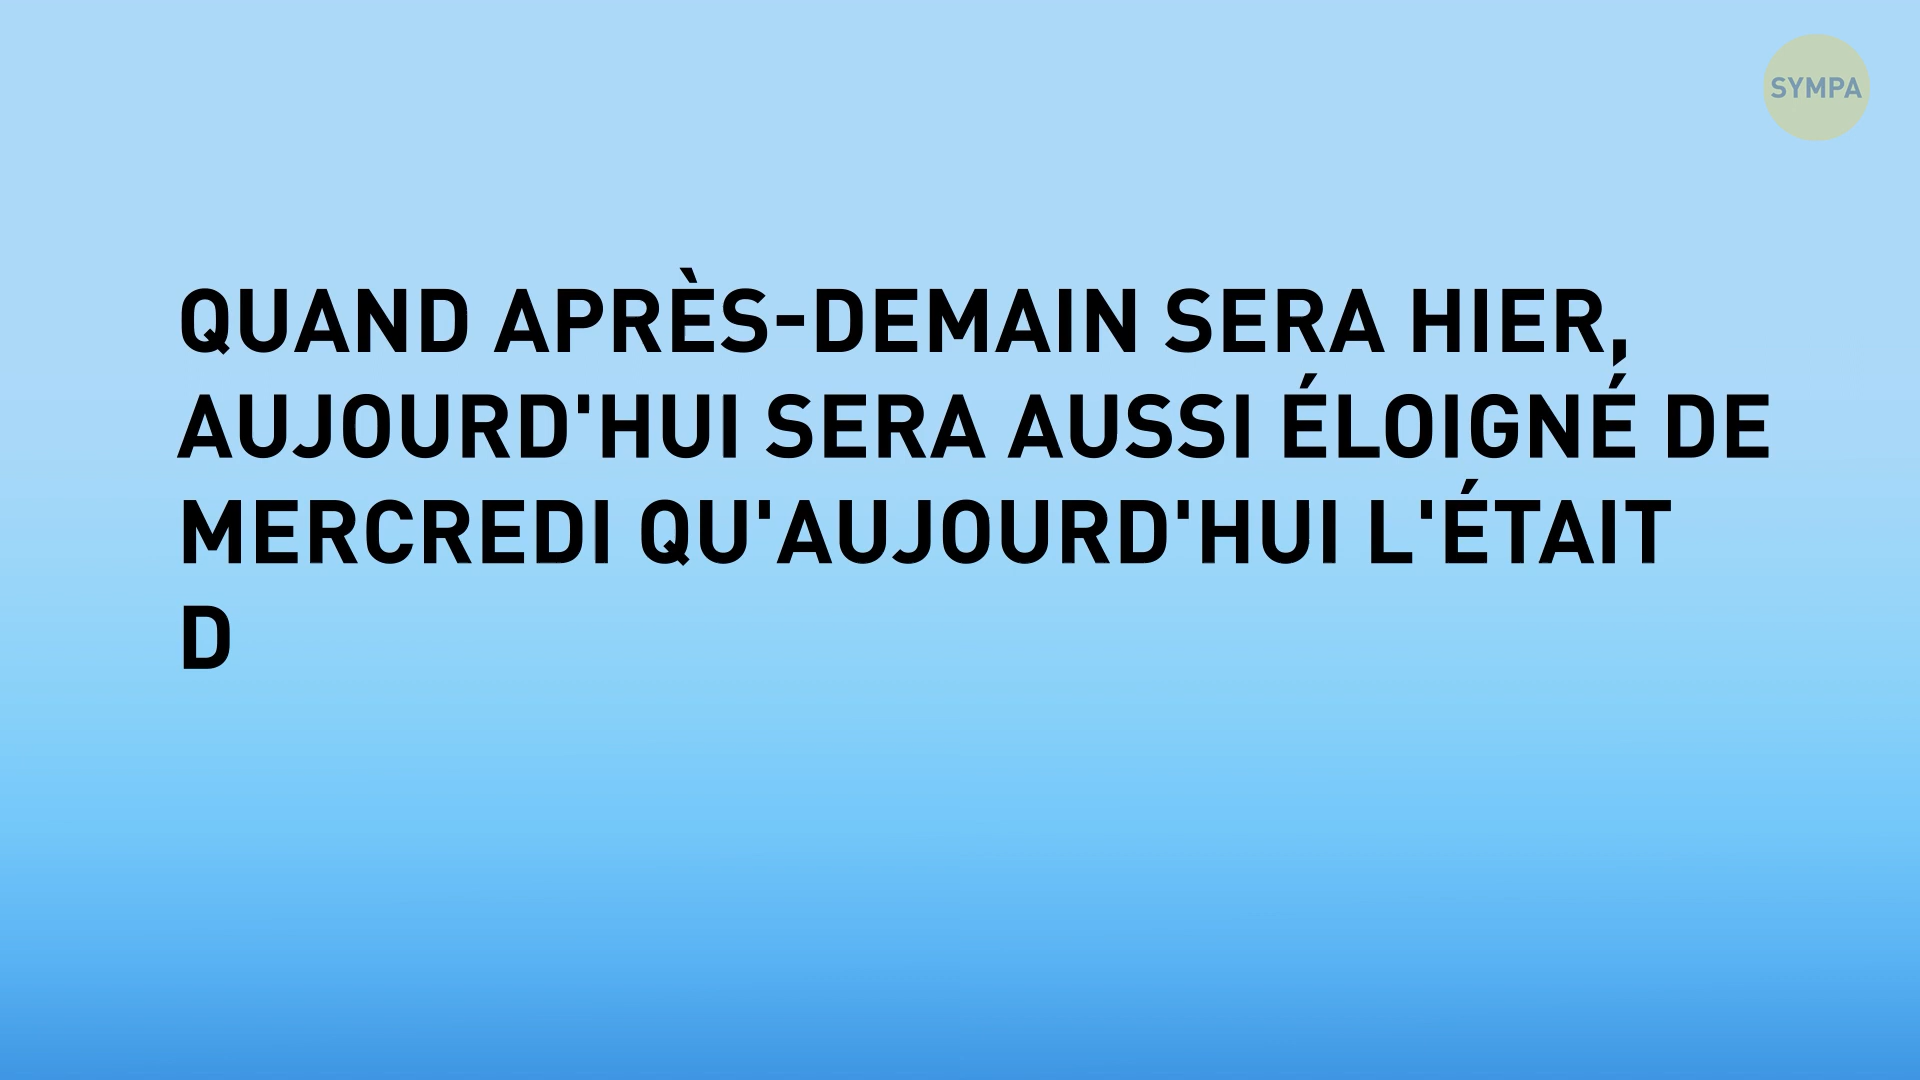 SYMPA
QUAND APRÈS-DEMAIN SERA HIER,
AUJOURD'HUI SERA AUSSI ÉLOIGNÉ DE
MERCREDI QU'AUJOURD'HUI L'ÉTAIT
D